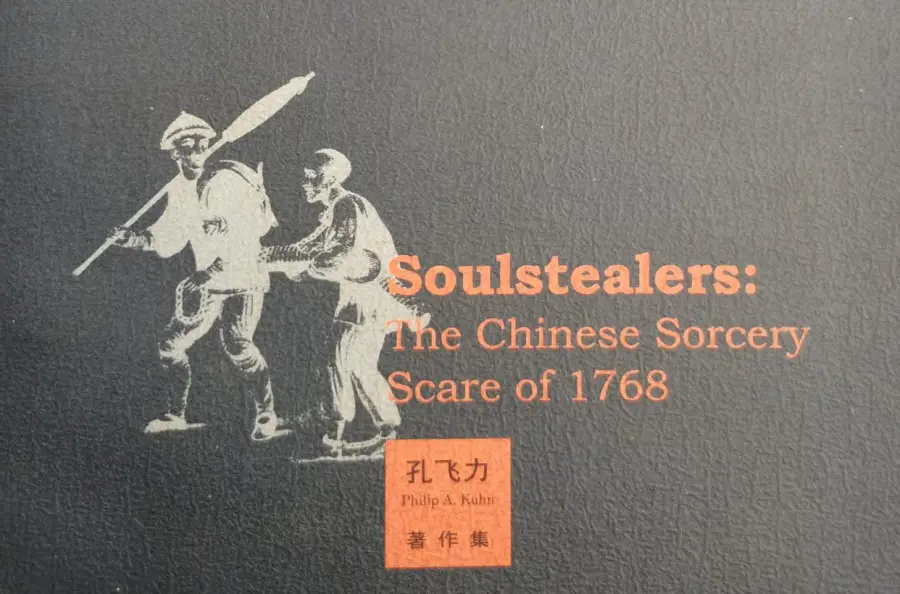 Soulstealers:
The Chinese Sorcery
Scare of 1768
孔飞力
Philip A. Kuhn
著作集